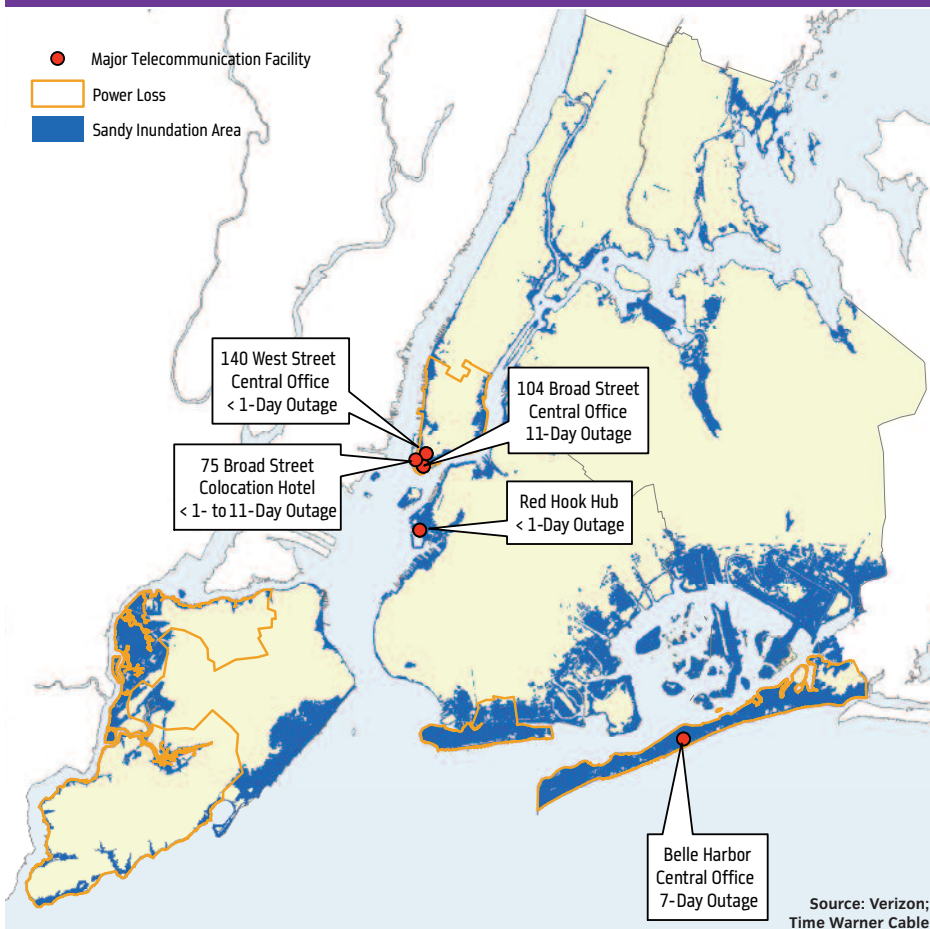 Major Telecommunication Facility
Power Loss
Sandy Inundation Area
140 West Street
Central Office
< 1-Day Outage
104 Broad Street
Central Office
11-Day Outage
75 Broad Street
Colocation Hotel
< 1- to 11-Day Outage
Red Hook Hub
< 1-Day Outage
Belle Harbor
Central Office
7-Day Outage
Source: Verizon;
Time Warner Cable